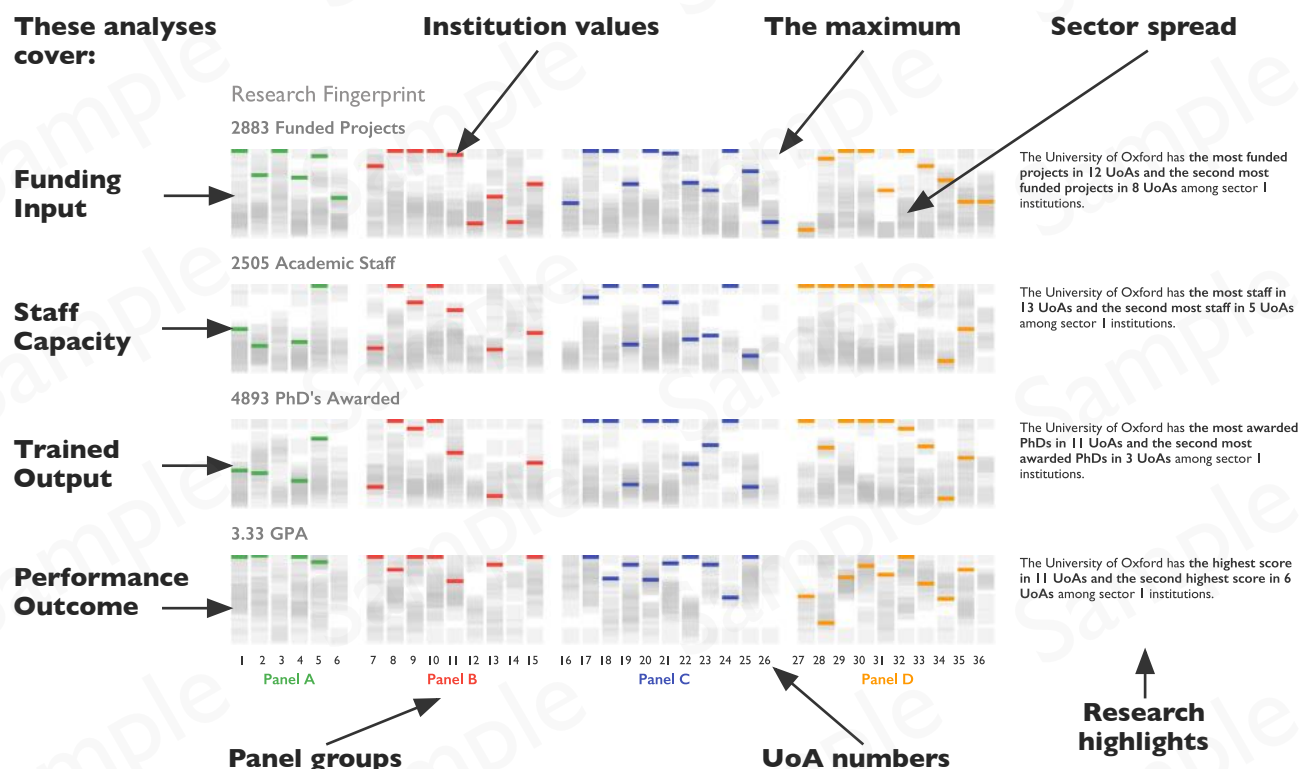 These analyses
cover:
Institution values
The maximum
Sector spread
Research Fingerprint
2883 Funded Projects
Funding
Input
The University of Oxford has the most funded
projects in 12 UoAs and the second most
funded projects in 8 UoAs among sector 1
institutions.
2505 Academic Staff
Staff
Capacity
The University of Oxford has the most staff in
13 UoAs and the second most staff in 5 UoAs
among sector 1 institutions.
4893 PhD's Awarded
Trained
Output
The University of Oxford has the most awarded
PhDs in 11 UoAs and the second most
awarded PhDs in 3 UoAs among sector 1
institutions.
3.33 GPA
Performance
Outcome
The University of Oxford has the highest score
in 11 UoAs and the second highest score in 6
UoAs among sector 1 institutions.
1 2 3 4 5 6 7 8 9 10 11 12 13 14 15 16 17 18 19 20 21 22 23 24 25 26 27 28 29 30 31 32 33 34 35 36
Panel A Panel B Panel C Panel D
Panel groups
UoA numbers
Research
highlights
Sample
Sample
Sample
Sample
Sample
Sample
Sample
Sample